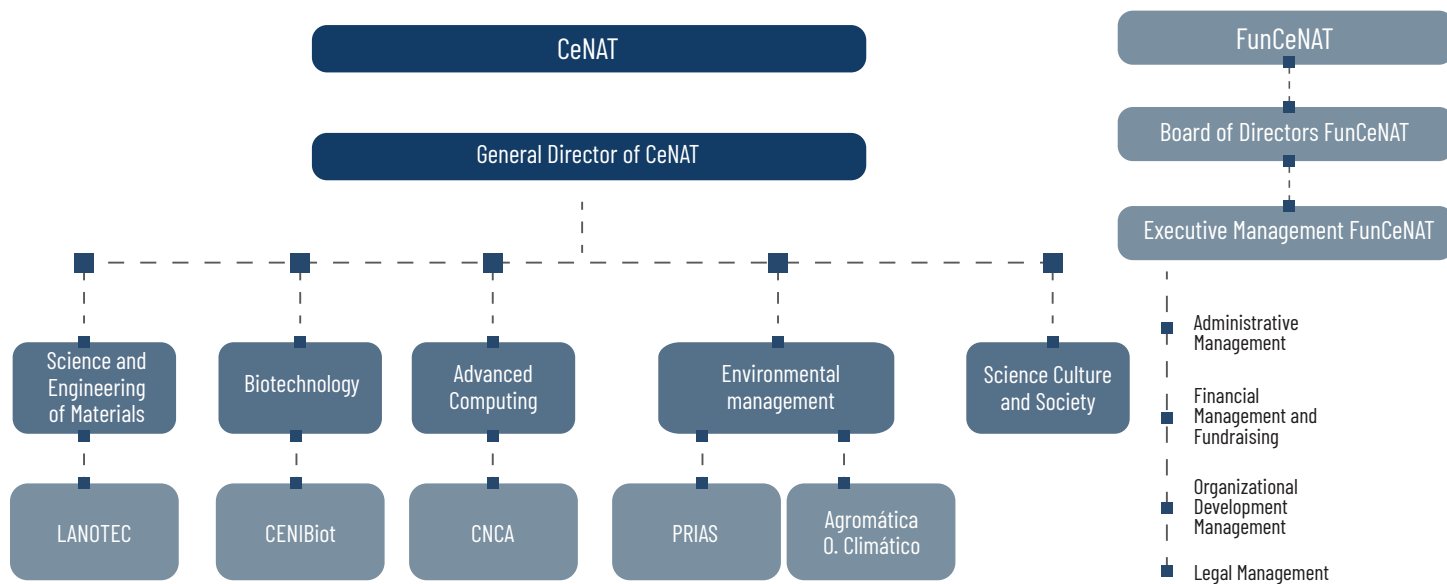 CeNAT
General Director of CeNAT
Science and
Engineering
of Materials
Biotechnology
Advanced
Computing
Environmental
management
Science Culture
and Society
LANOTEC
CENIBiot
CNCA
PRIAS
Agromática
O. Climático
FunCeNAT
Board of Directors FunCeNAT
Executive Management FunCeNAT
Administrative
Management
Financial
Management and
Fundraising
Organizational
Development
Management
Legal Management